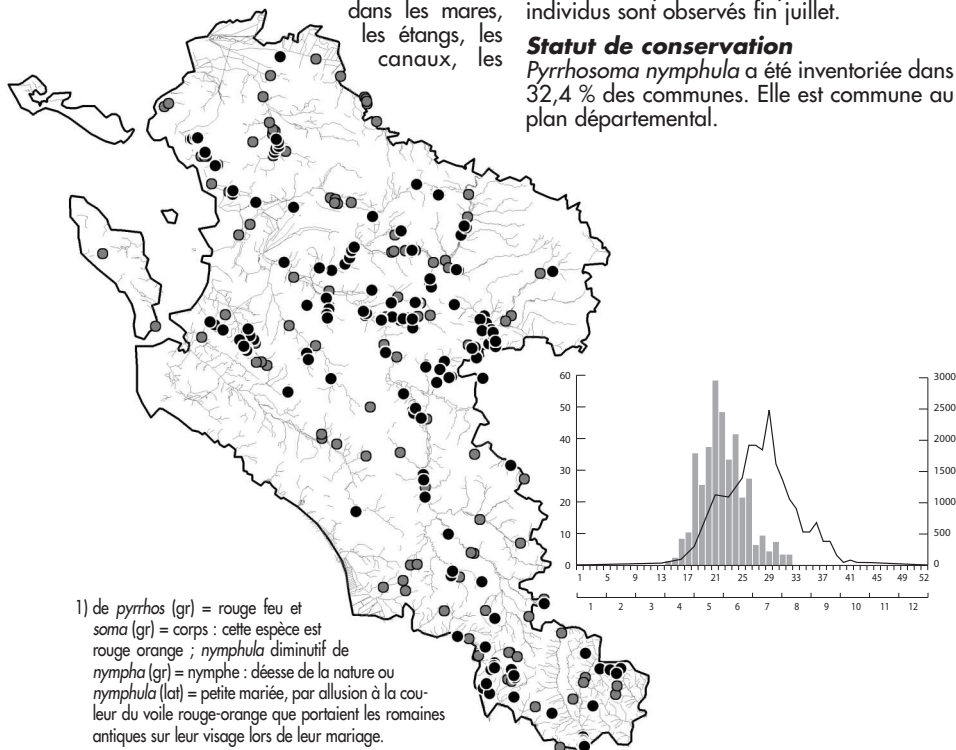 dans les mares,
les étangs, les
canaux, les
individus sont observés fin juillet.
Statut de conservation
Pyrrhosoma nymphula a été inventoriée dans
32,4 % des communes. Elle est commune au
plan départemental.
60
50
40
30
20
10
0
3000
2500
2000
1500
1000
500
0
1 5 9 13 17 21 25 29 33 37 41 45 49 52
1 2 3 4 5 6 7 8 9 10 11 12
1) de pyrrhos (gr) = rouge feu et
soma (gr) = corps : cette espèce est
rouge orange ; nymphula diminutif de
nympha (gr) = nymphe : déesse de la nature ou
nymphula (lat) = petite mariée, par allusion à la cou-
leur du voile rouge-orange que portaient les romaines
antiques sur leur visage lors de leur mariage.